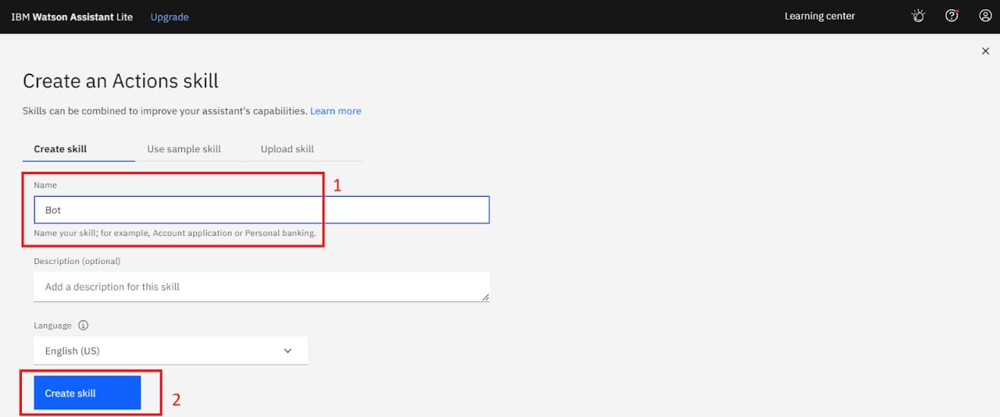 IBM Watson Assistant Lite Upgrade Learning center
Create an Actions skill
Skills can be combined to improve your assistant's capabilities. Learn more
Create skill Use sample skill Upload skill
Name 1
Bot
Name your skill; for example, Account application or Personal banking.
Description (optional)
Add a description for this skill
Language
English (US)
Create skill 2